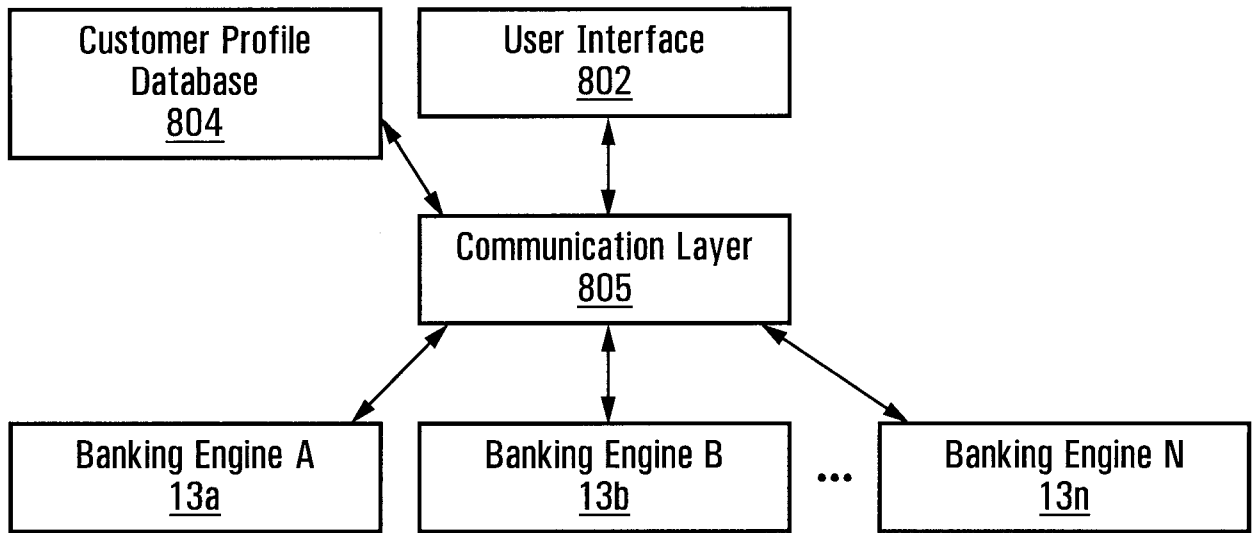 Customer Profile
Database
804
User Interface
802
Communication Layer
805
Banking Engine A
13a
Banking Engine B
13b
...
Banking Engine N
13n